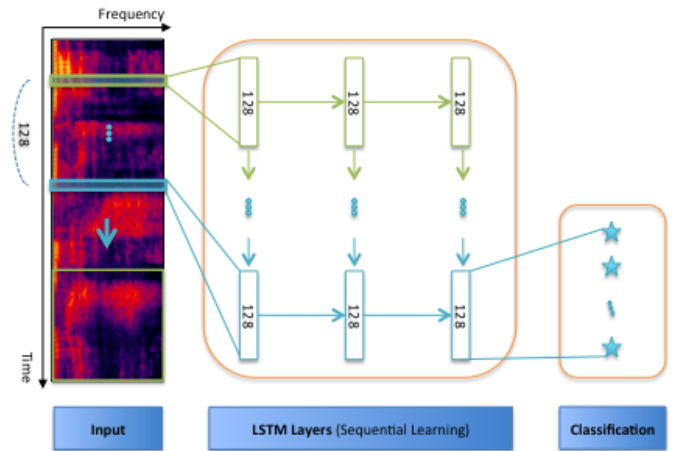 Frequency
128
128
128
128
128
128
128
Time
Input
LSTM Layers (Sequential Learning)
Classification